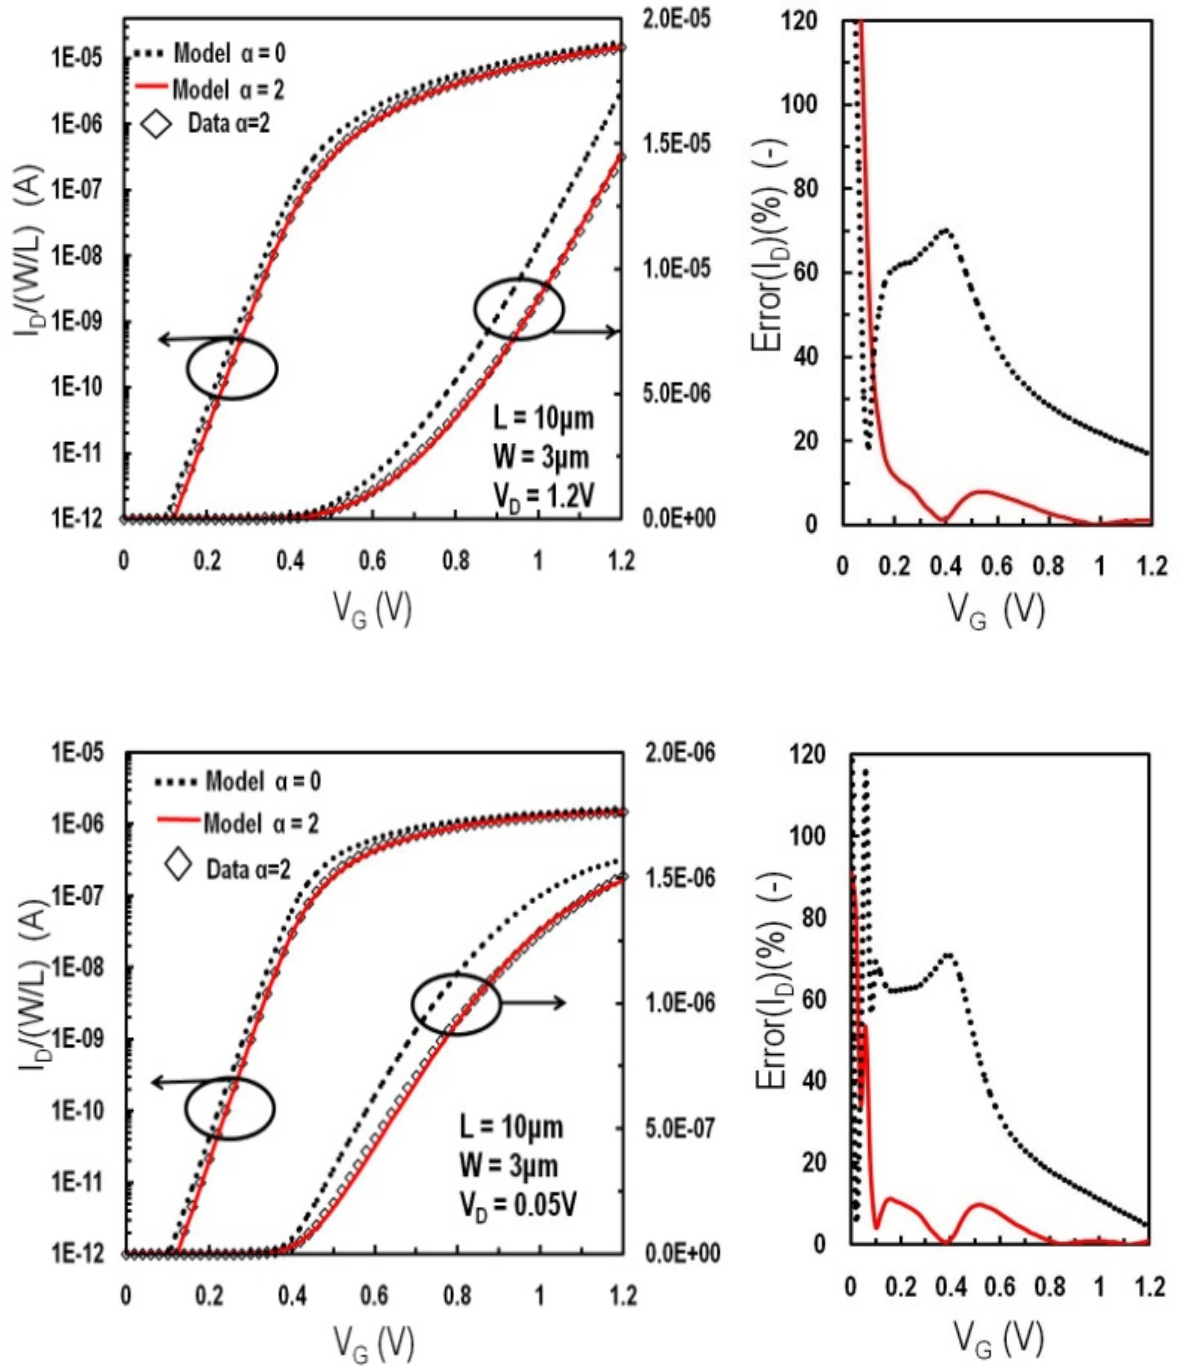 Model α = 0
Model α = 2
Data α=2
I_D/(W/L) (A)
1E-05
1E-06
1E-07
1E-08
1E-09
1E-10
1E-11
1E-12
2.0E-05
1.5E-05
1.0E-05
5.0E-06
0.0E+00
L = 10μm
W = 3μm
V_D = 1.2V
0 0.2 0.4 0.6 0.8 1 1.2
V_G (V)
Error(I_D)(%) (-)
120
100
80
60
40
20
0
0 0.2 0.4 0.6 0.8 1 1.2
V_G (V)
Model α = 0
Model α = 2
Data α=2
I_D/(W/L) (A)
1E-05
1E-06
1E-07
1E-08
1E-09
1E-10
1E-11
1E-12
2.0E-06
1.5E-06
1.0E-06
5.0E-07
0.0E+00
L = 10μm
W = 3μm
V_D = 0.05V
0 0.2 0.4 0.6 0.8 1 1.2
V_G (V)
Error(I_D)(%) (-)
120
100
80
60
40
20
0
0 0.2 0.4 0.6 0.8 1 1.2
V_G (V)